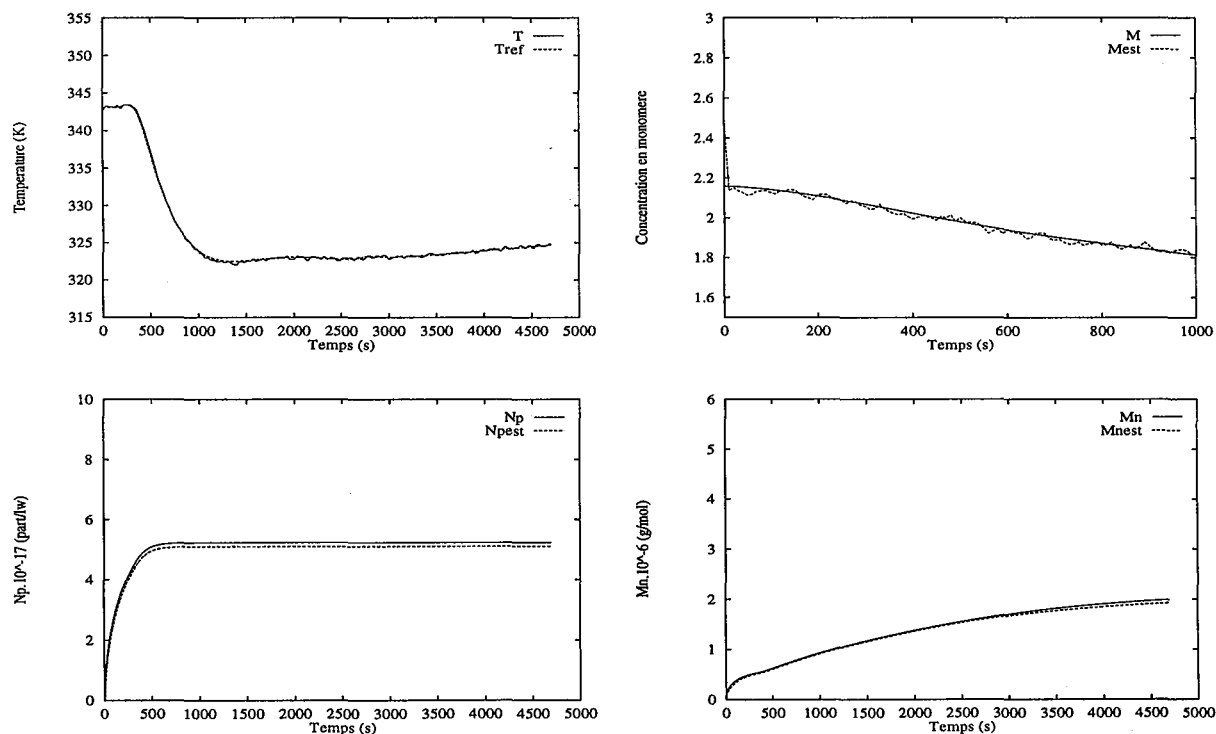 355
350
345
340
335
330
325
320
315
Temperature (K)
T
Tref
0 500 1000 1500 2000 2500 3000 3500 4000 4500 5000
Temps (s)
3
2.8
2.6
2.4
2.2
2
1.8
1.6
Concentration en monomere
M
Mest
0 200 400 600 800 1000
Temps (s)
10
8
6
4
2
0
Np.10^-17 (part/lw)
Np
Npest
0 500 1000 1500 2000 2500 3000 3500 4000 4500 5000
Temps (s)
6
5
4
3
2
1
0
Mn.10^-6 (g/mol)
Mn
Mnest
0 500 1000 1500 2000 2500 3000 3500 4000 4500 5000
Temps (s)